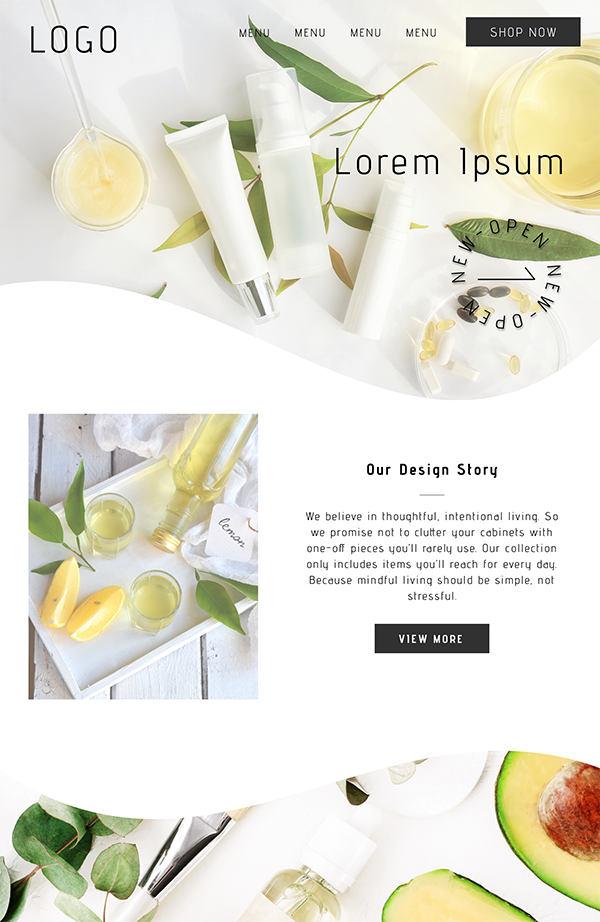 LOGO
MENU MENU MENU MENU SHOP NOW
Lorem Ipsum
NEW-OPEN NEW-OPEN
lemon
Our Design Story
We believe in thoughtful, intentional living. So
we promise not to clutter your cabinets with
one-off pieces you'll rarely use. Our collection
only includes items you'll reach for every day.
Because mindful living should be simple, not
stressful.
VIEW MORE